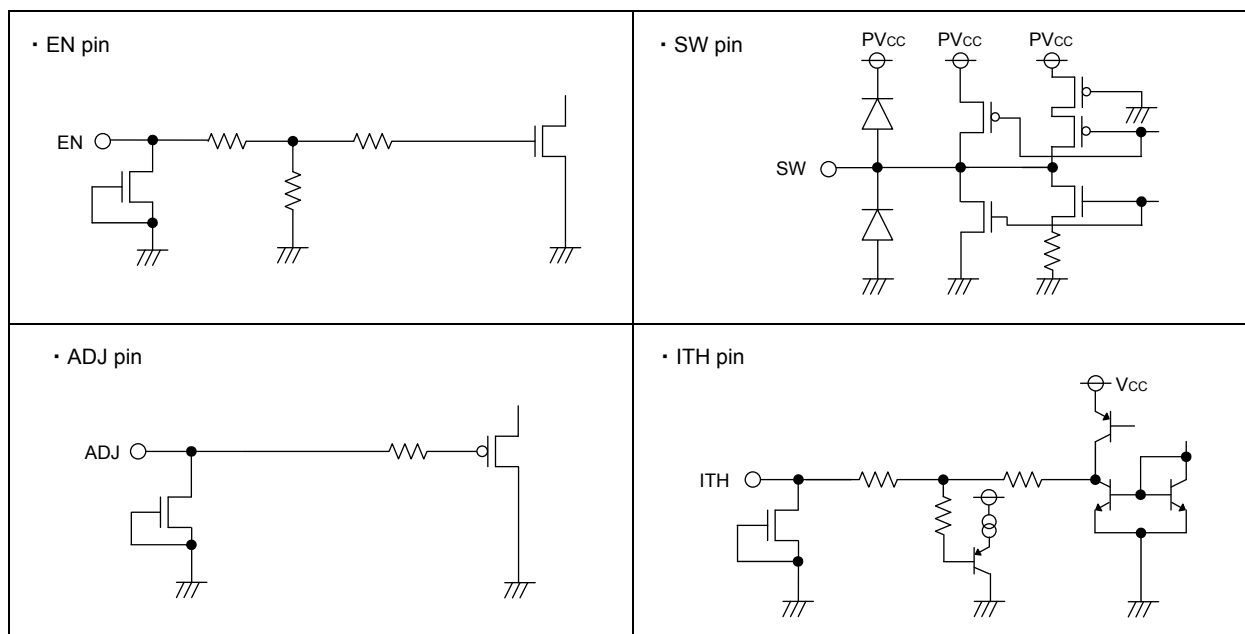 ・EN pin
EN
・SW pin
PVCC PVCC PVCC
SW
・ADJ pin
ADJ
・ITH pin
VCC
ITH